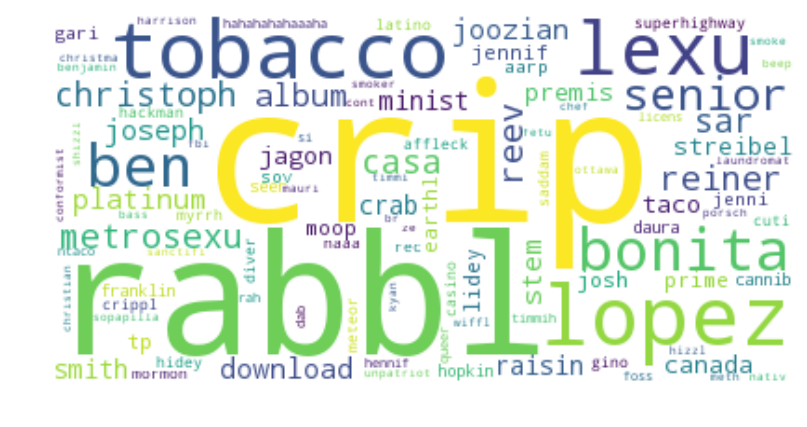 harrison hahahahahaaaha latino superhighway
gari tobacco joozian lexu smoke
christma jennif
benjamin aarp beep
christoph album cont smoker minist premis senior
hackman chef licens sar
shizzl joseph fbi si affleck reev fetu streibel
ben crip jagon casa saddam ottawa laundromat
conformist sov timmi reiner
platinum seen mauri crab earthl taco jenni
bass myrrh br porsch
metrosexu moop ze daura cuti
ntaco sanctifi naaa rec bonita
christian rabbl diver lidey stem josh prime cannib
franklin rah casino
crippl dab meteor kyan lopez
sopapilla wiffl timmih
tp queer
smith hidey hennif hizzl
mormon download unpatriot hopkin raisin gino canada
foss meth nativ